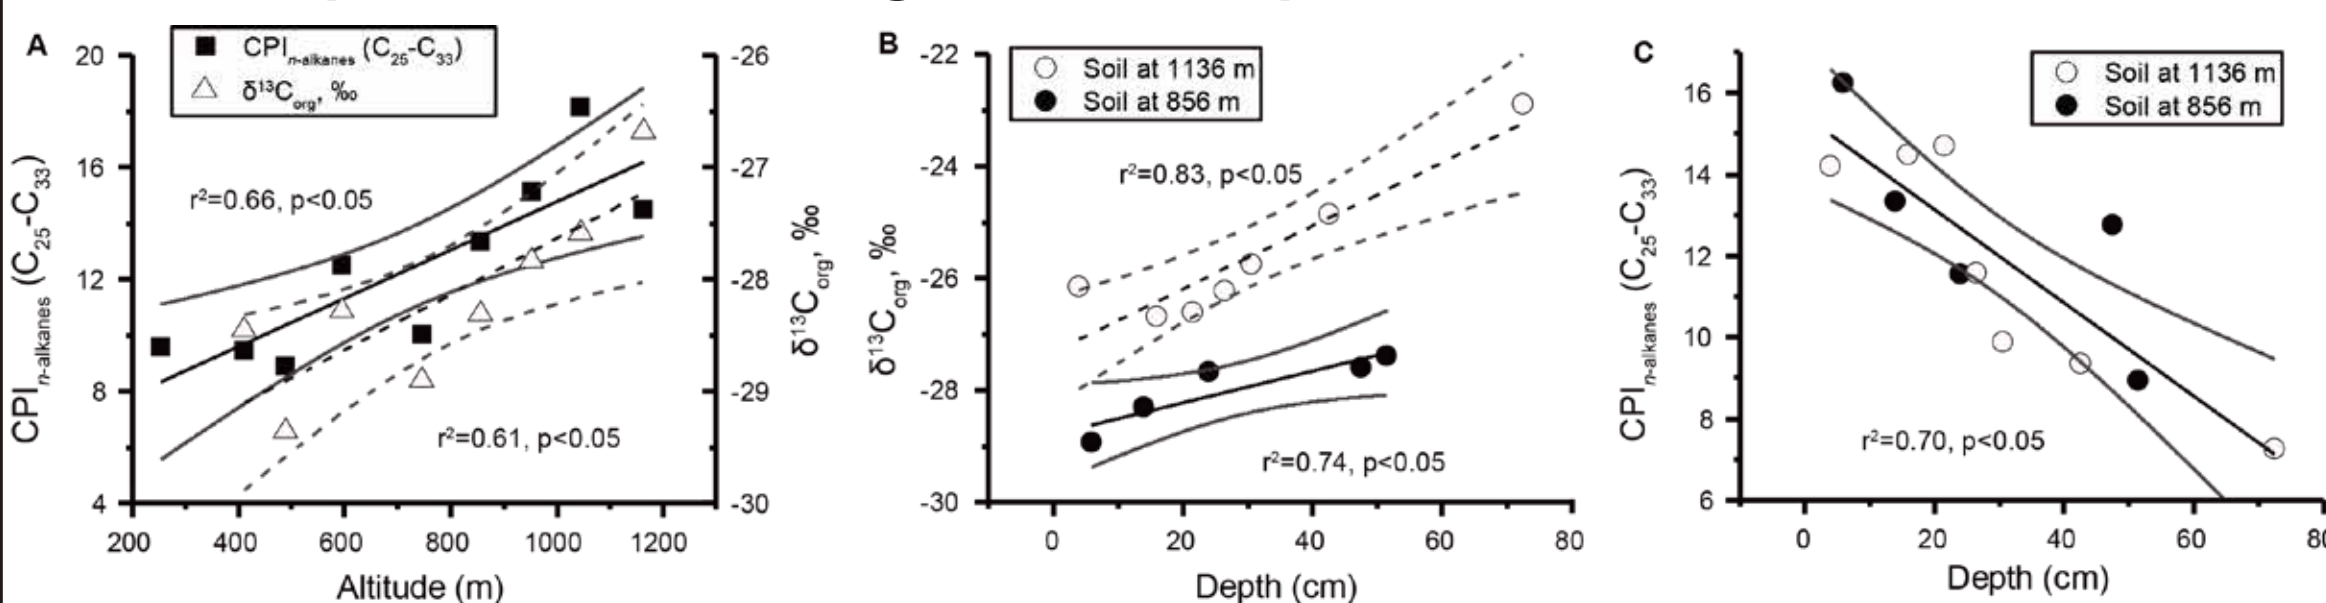 A
CPIn-alkanes (C25-C33)
δ13Corg, ‰
20
16
12
8
4
CPIn-alkanes (C25-C33)
r2=0.66, p<0.05
r2=0.61, p<0.05
-26
-27
-28
-29
-30
δ13Corg, ‰
200 400 600 800 1000 1200
Altitude (m)
B
Soil at 1136 m
Soil at 856 m
-22
-24
-26
-28
-30
δ13Corg, ‰
r2=0.83, p<0.05
r2=0.74, p<0.05
0 20 40 60 80
Depth (cm)
C
Soil at 1136 m
Soil at 856 m
16
14
12
10
8
6
CPIn-alkanes (C25-C33)
r2=0.70, p<0.05
0 20 40 60
Depth (cm)